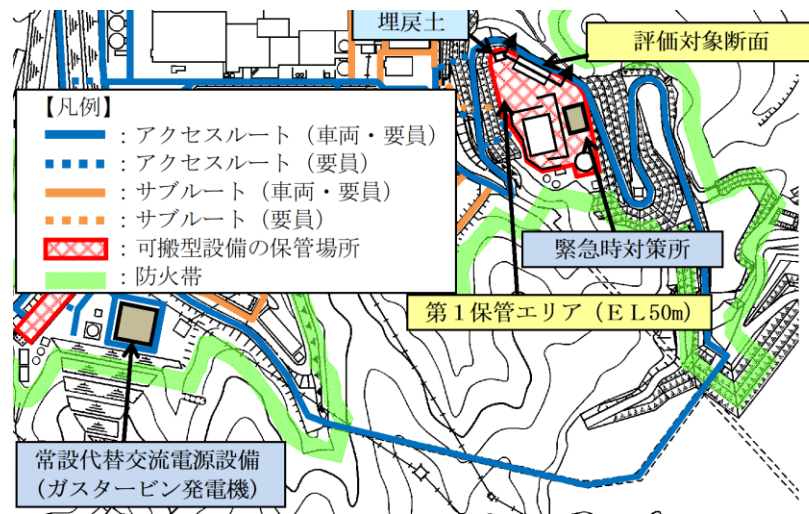 埋戻土
評価対象断面
【凡例】
：アクセスルート（車両・要員）
：アクセスルート（要員）
：サブルート（車両・要員）
：サブルート（要員）
：可搬型設備の保管場所
：防火帯
緊急時対策所
第１保管エリア（ＥＬ50m）
常設代替交流電源設備
(ガスタービン発電機)